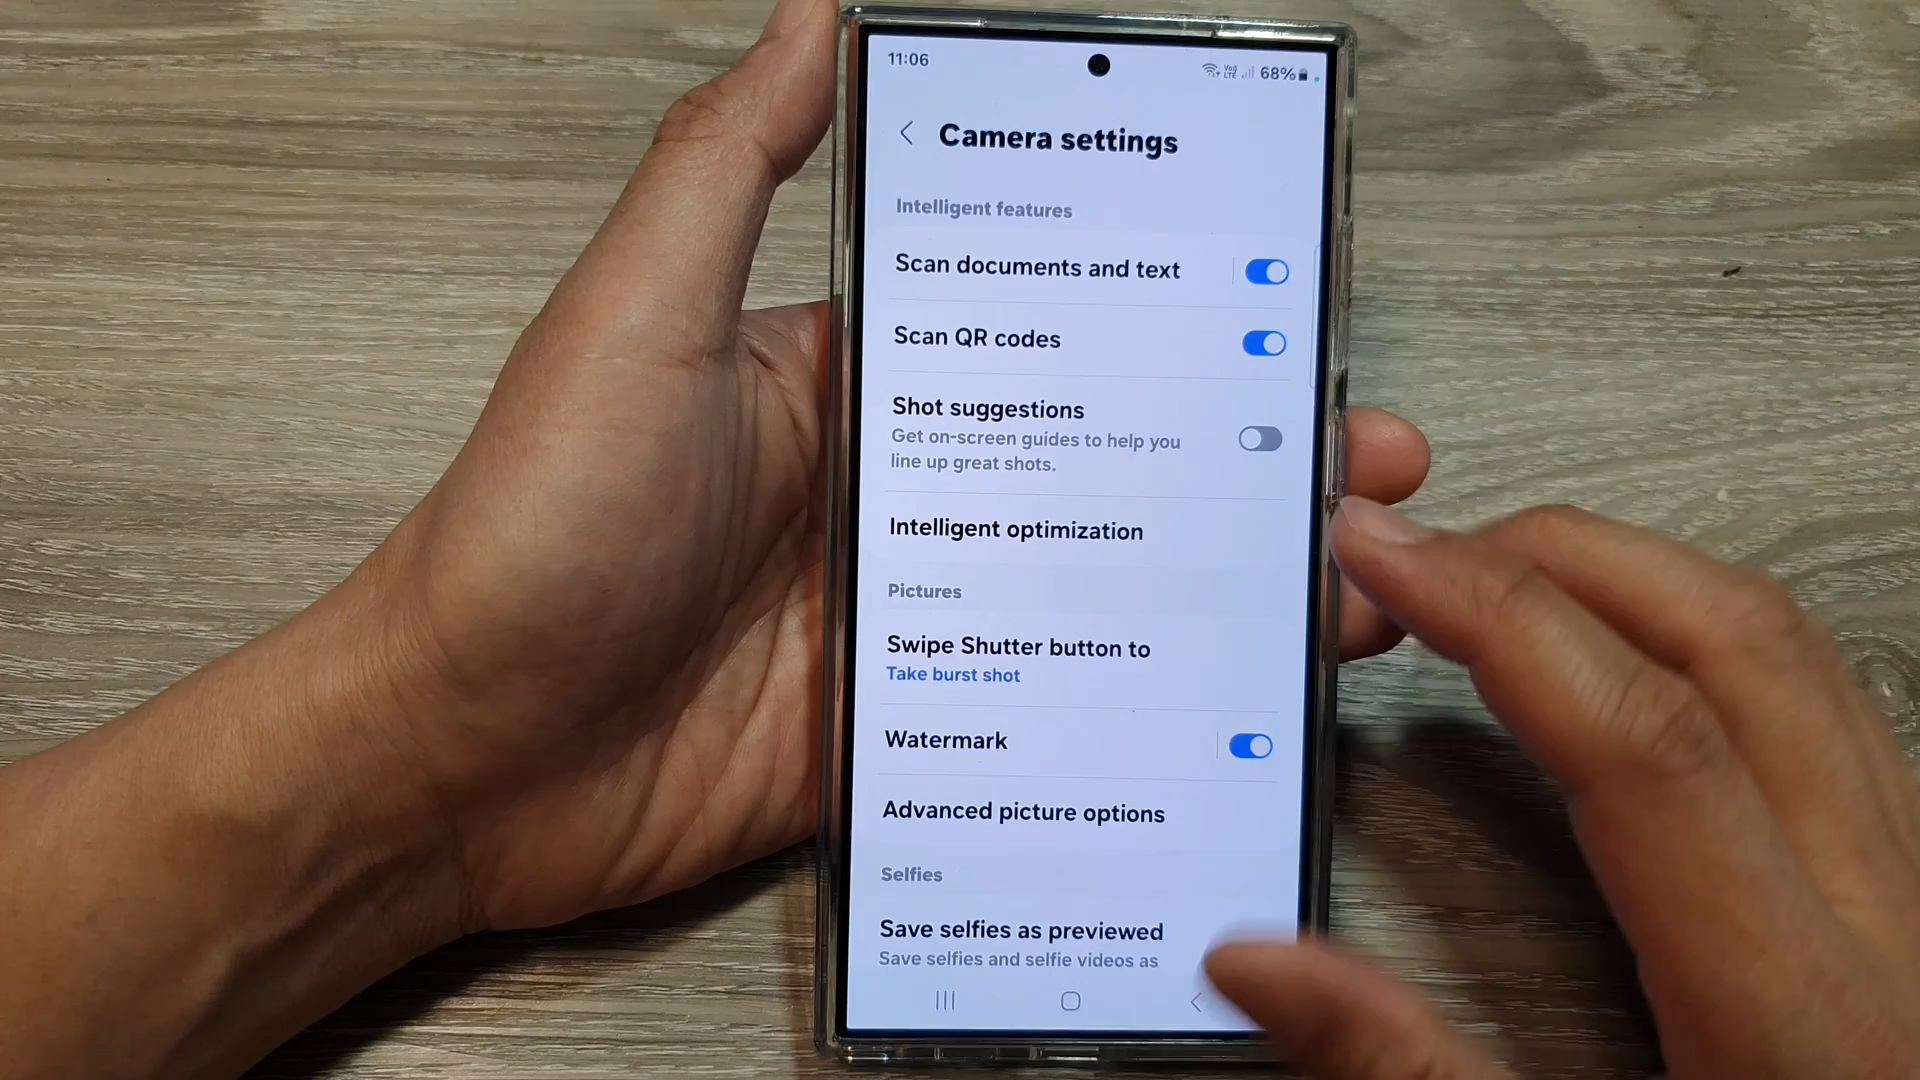 11:06
68%
Camera settings
Intelligent features
Scan documents and text
Scan QR codes
Shot suggestions
Get on-screen guides to help you
line up great shots.
Intelligent optimization
Pictures
Swipe Shutter button to
Take burst shot
Watermark
Advanced picture options
Selfies
Save selfies as previewed
Save selfies and selfie videos as